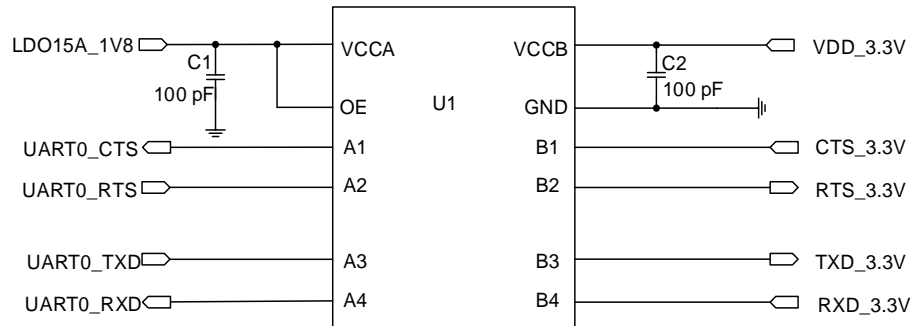 LDO15A_1V8 VCCA VCCB VDD_3.3V
C1 C2
100 pF 100 pF
OE U1 GND
UART0_CTS A1 B1 CTS_3.3V
UART0_RTS A2 B2 RTS_3.3V
UART0_TXD A3 B3 TXD_3.3V
UART0_RXD A4 B4 RXD_3.3V